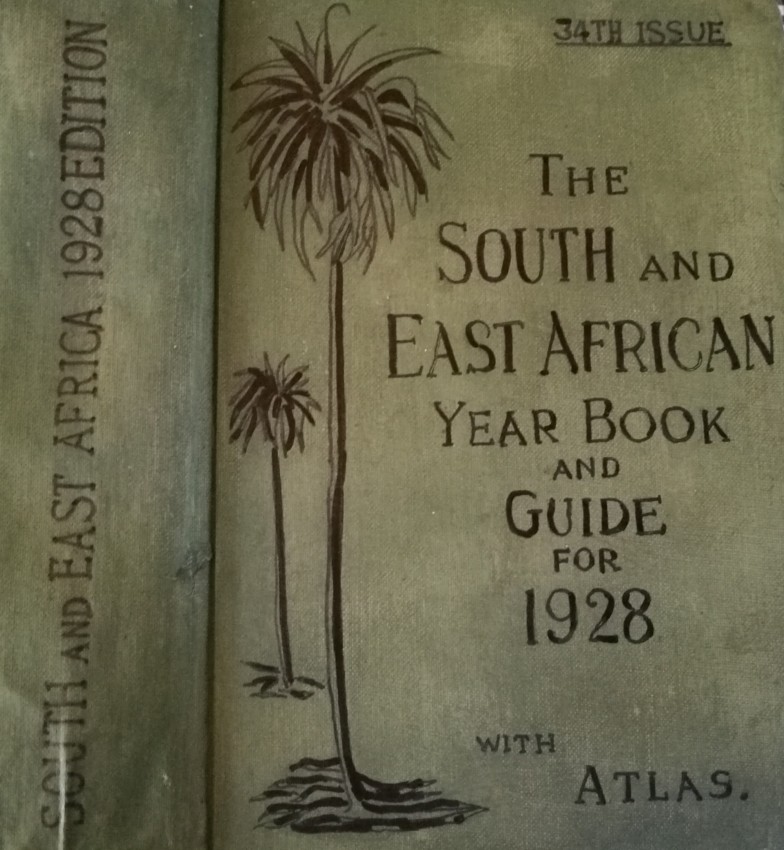 SOUTH AND EAST AFRICA 1928 EDITION
34TH ISSUE
THE
SOUTH AND
EAST AFRICAN
YEAR BOOK
AND
GUIDE
FOR
1928
WITH
ATLAS.